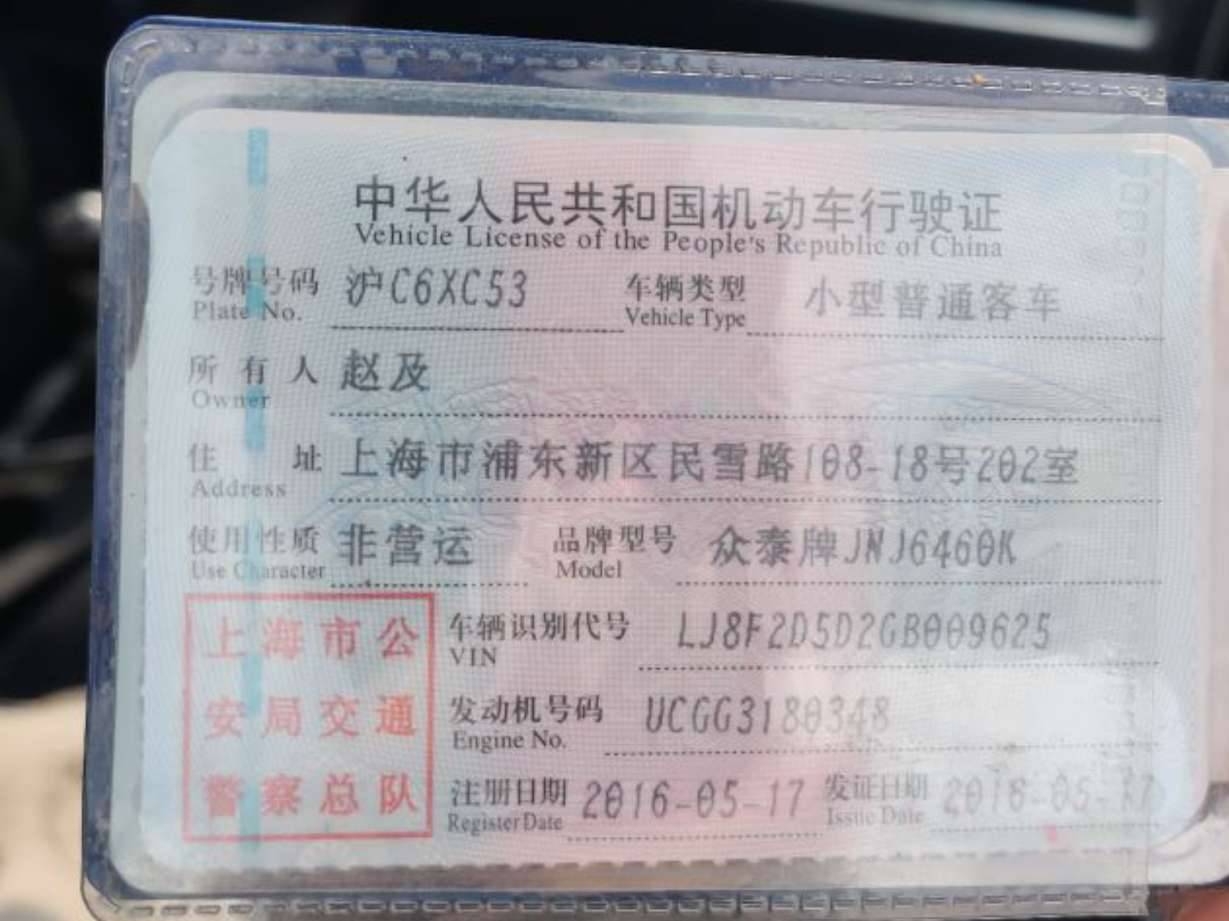 中华人民共和国机动车行驶证
Vehicle License of the People's Republic of China
号牌号码 沪C6XC53 车辆类型 小型普通客车
Plate No. Vehicle Type
所有人 赵及
Owner
住址 上海市浦东新区民雪路108-18号202室
Address
使用性质 非营运 品牌型号 众泰牌JNJ6460K
Use Character Model
上海市公
安局交通
警察总队
车辆识别代号 LJ8F2D5D2GB009625
VIN
发动机号码 UCGG3180348
Engine No.
注册日期 2016-05-17 发证日期 2016-05-17
Register Date Issue Date